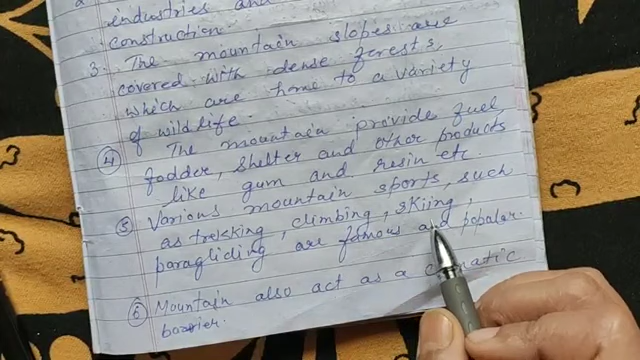 industries and
construction.
3. The mountain slopes are
covered with dense forests,
which are home to a variety
of wildlife.
④ The mountain provide fuel
fodder, shelter and other products
like gum and resin etc.
⑤ Various mountain sports, such
as trekking, climbing, skiing,
paragliding are famous and popular.
⑥ Mountain also act as a climatic
barrier.